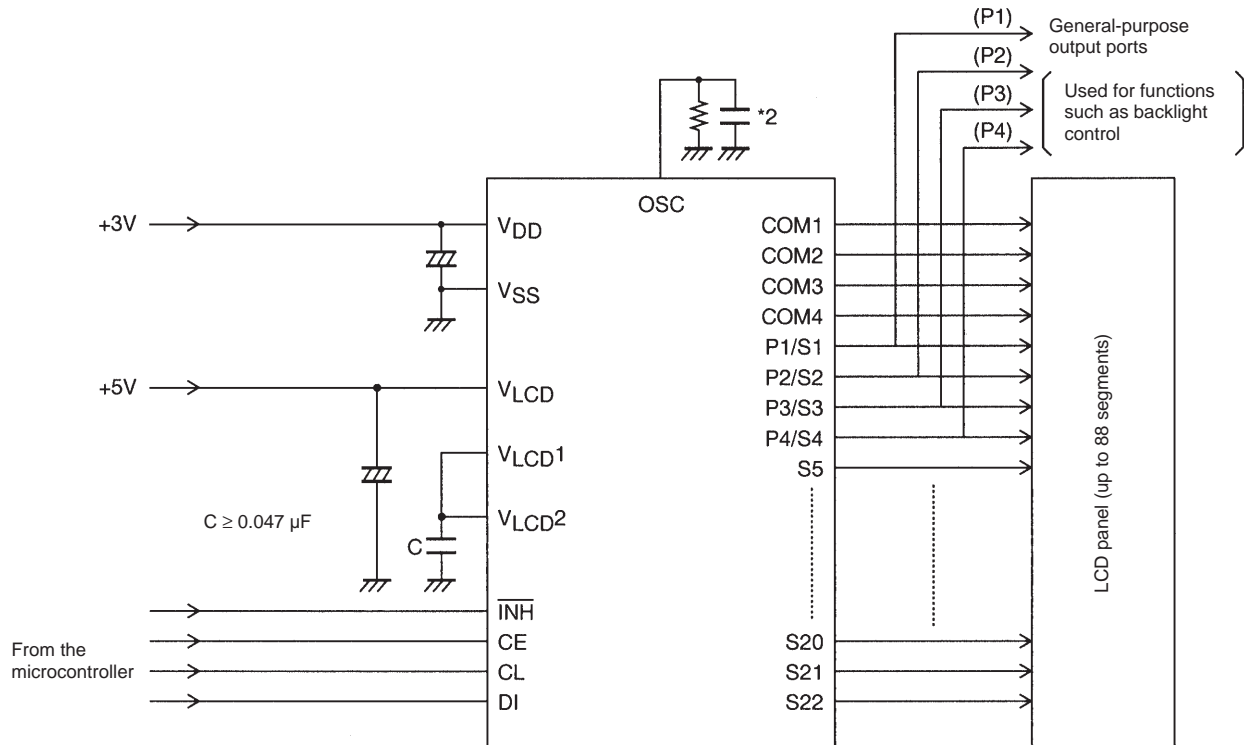 (P1)
General-purpose
output ports
(P2)
(P3)
Used for functions
such as backlight
control
(P4)
*2
OSC
+3V
VDD
VSS
+5V
VLCD
VLCD1
VLCD2
C ≥ 0.047 μF
C
INH
From the
microcontroller
CE
CL
DI
COM1
COM2
COM3
COM4
P1/S1
P2/S2
P3/S3
P4/S4
S5
S20
S21
S22
LCD panel (up to 88 segments)